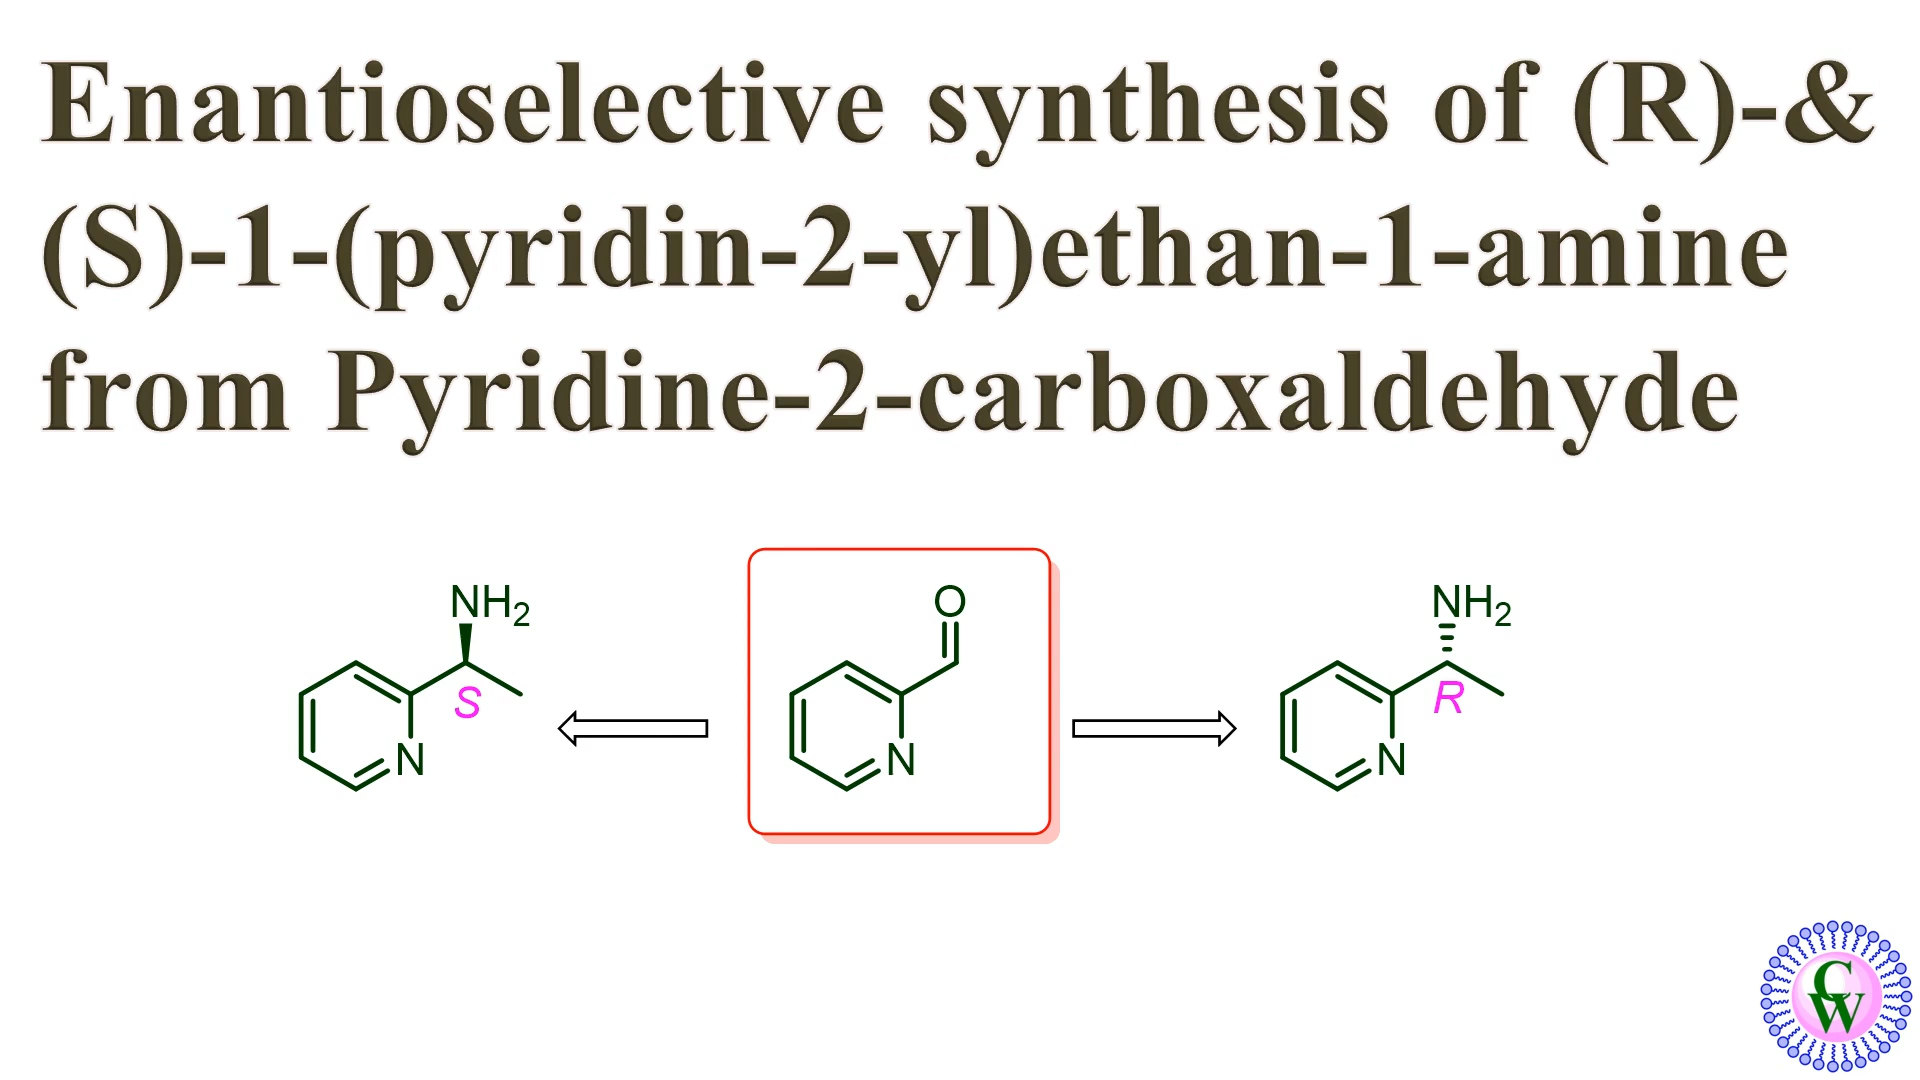 Enantioselective synthesis of (R)-&
(S)-1-(pyridin-2-yl)ethan-1-amine
from Pyridine-2-carboxaldehyde
NH2
S
N
O
N
NH2
R
N
CW